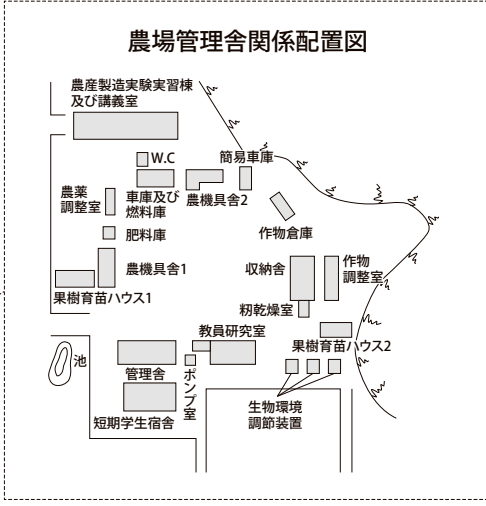 農場管理舎関係配置図
農産製造実験実習棟
及び講義室
W.C
簡易車庫
農薬
調整室
車庫及び
燃料庫
農機具舎2
肥料庫
作物倉庫
農機具舎1
収納舎
作物
調整室
果樹育苗ハウス1
籾乾燥室
教員研究室
果樹育苗ハウス2
池
管理舎
ポンプ室
短期学生宿舎
生物環境
調節装置